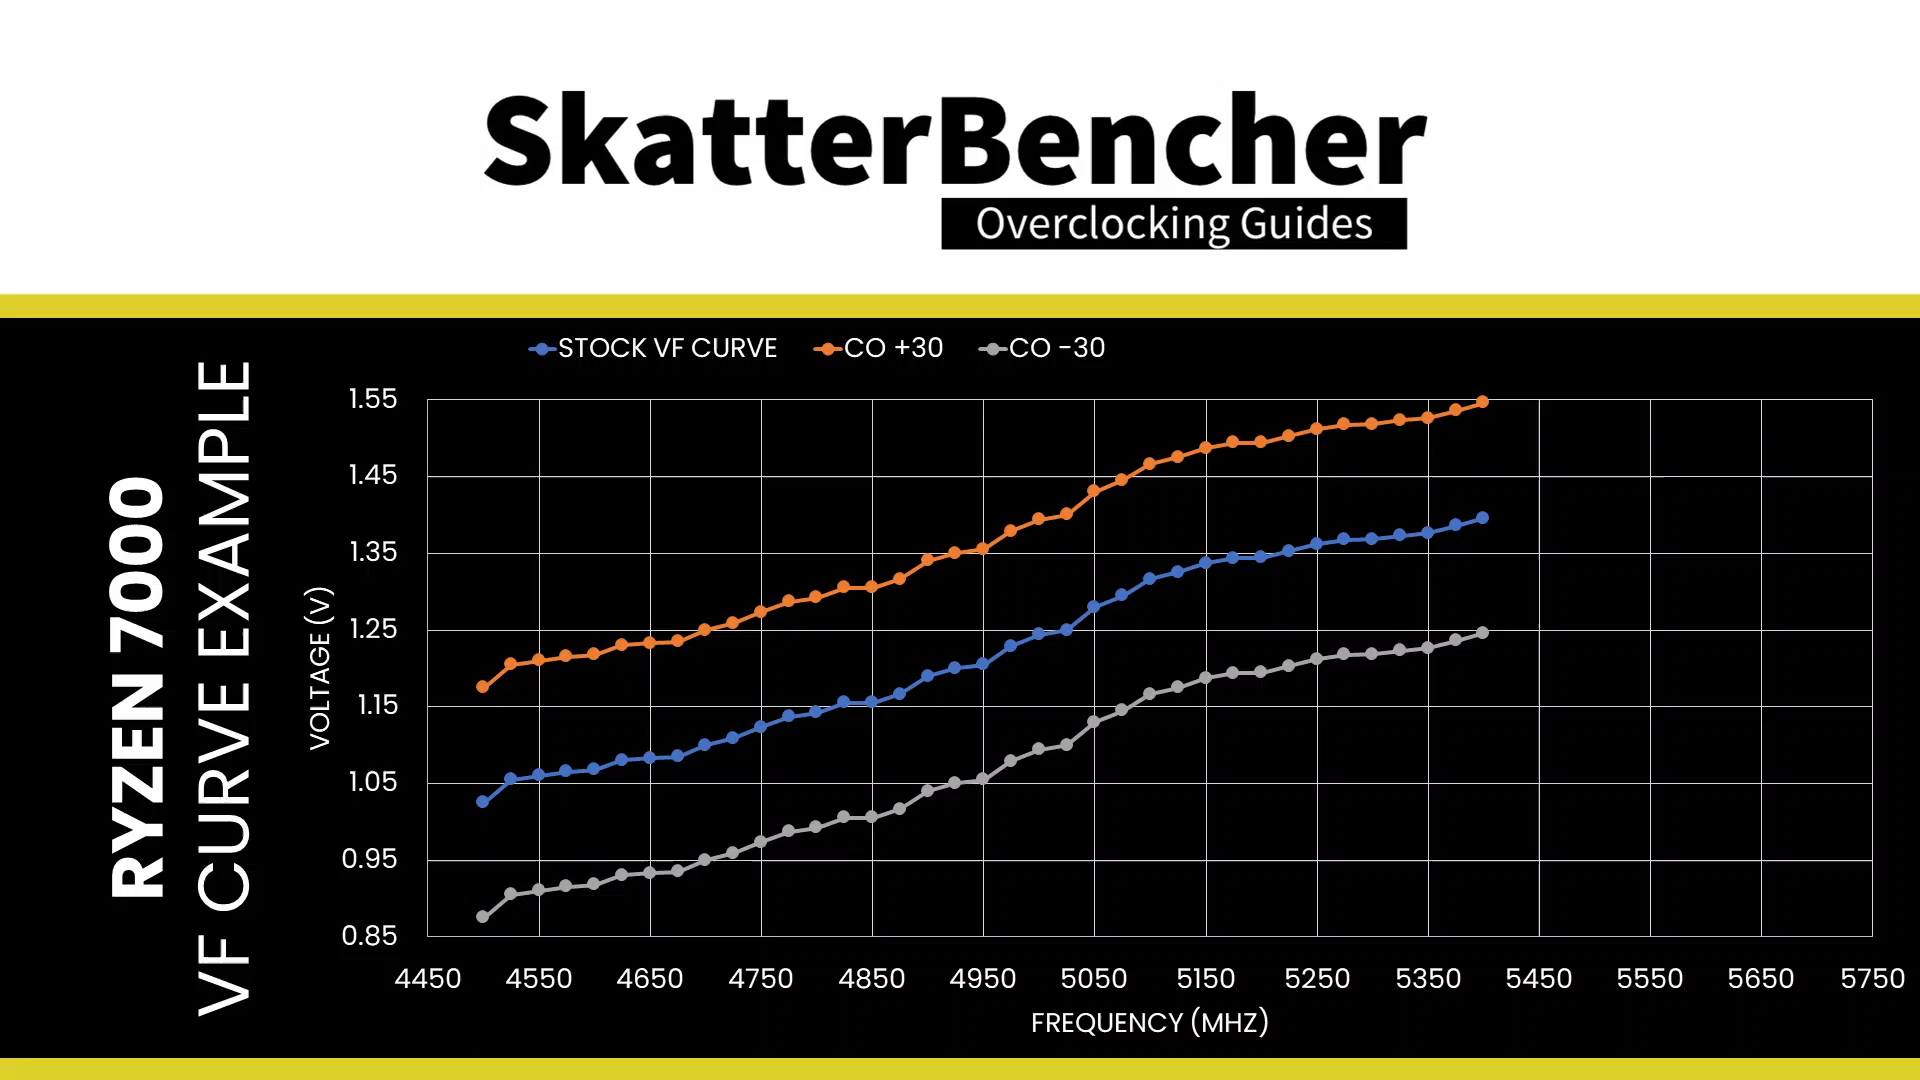 SkatterBencher
Overclocking Guides
RYZEN 7000
VF CURVE EXAMPLE
STOCK VF CURVE
CO +30
CO -30
VOLTAGE (V)
1.55
1.45
1.35
1.25
1.15
1.05
0.95
0.85
4450 4550 4650 4750 4850 4950 5050 5150 5250 5350 5450 5550 5650 5750
FREQUENCY (MHZ)